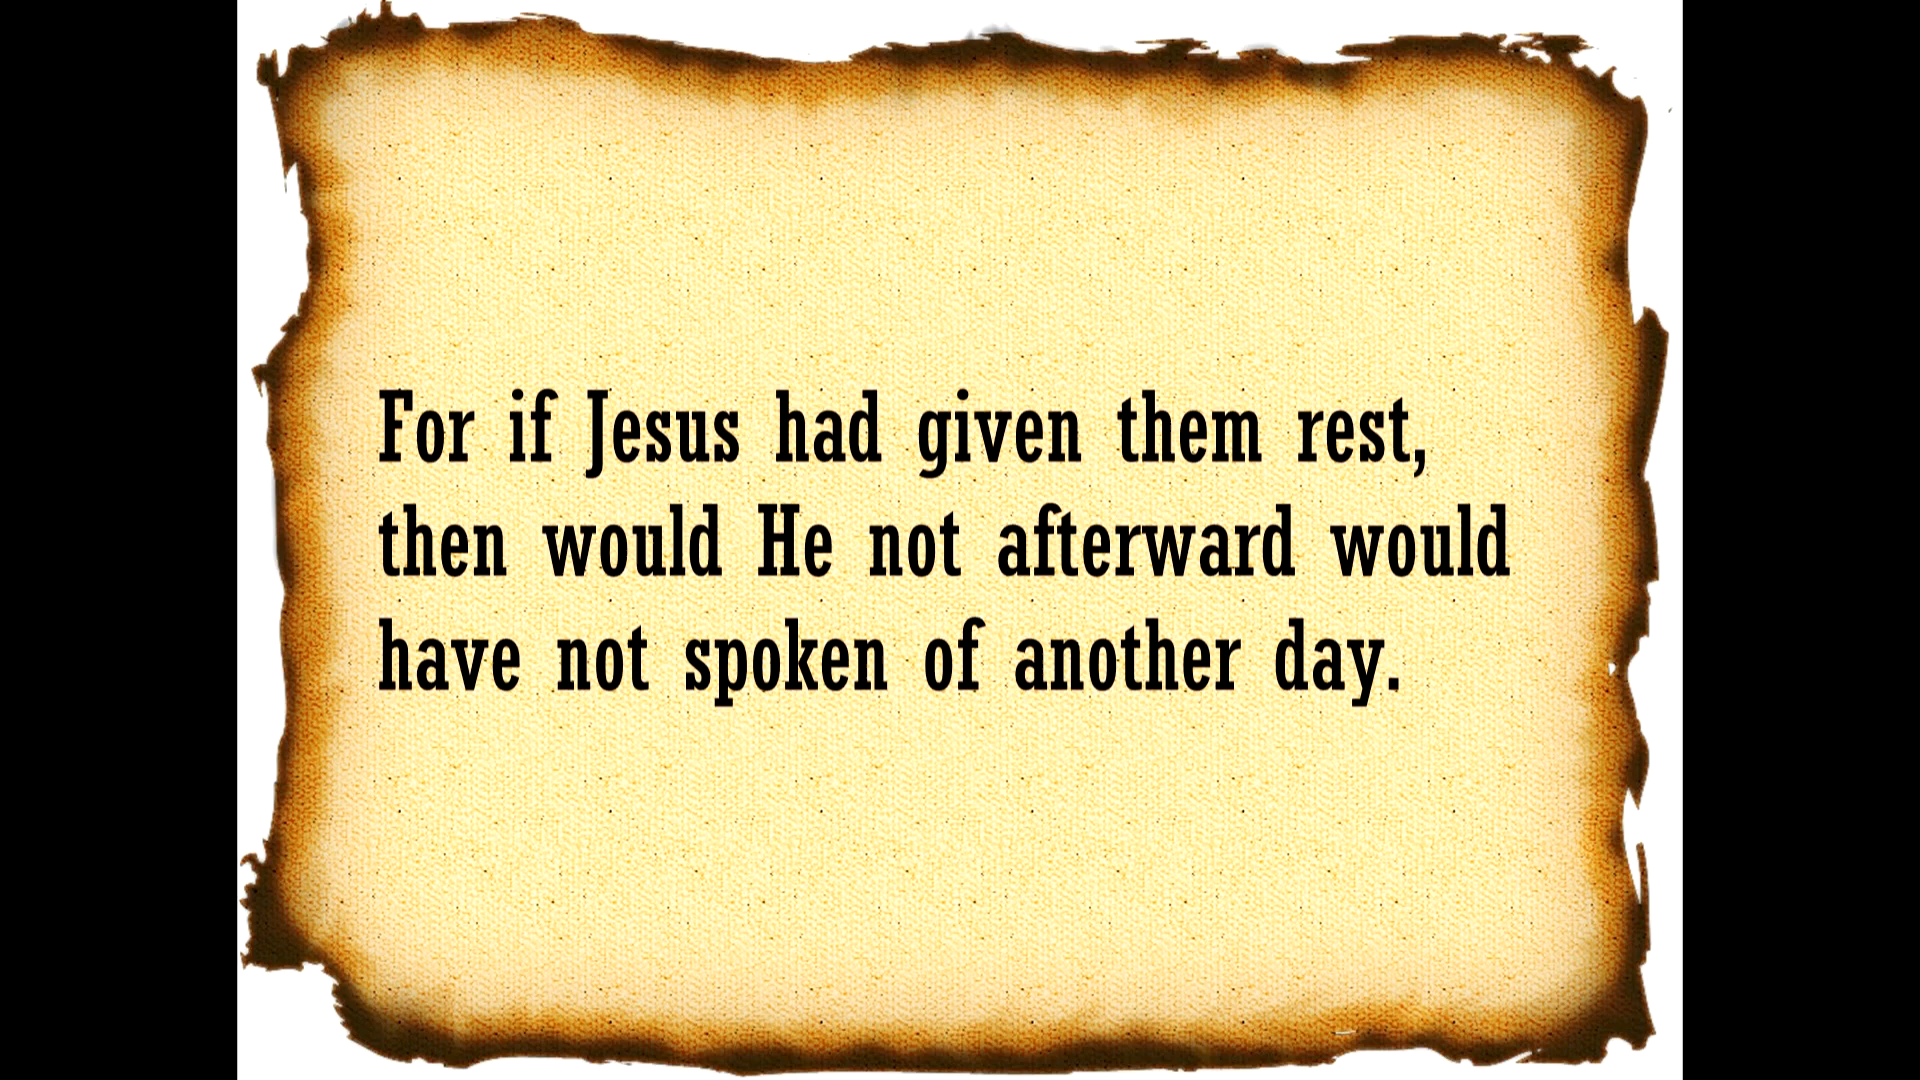 For if Jesus had given them rest,
then would He not afterward would
have not spoken of another day.